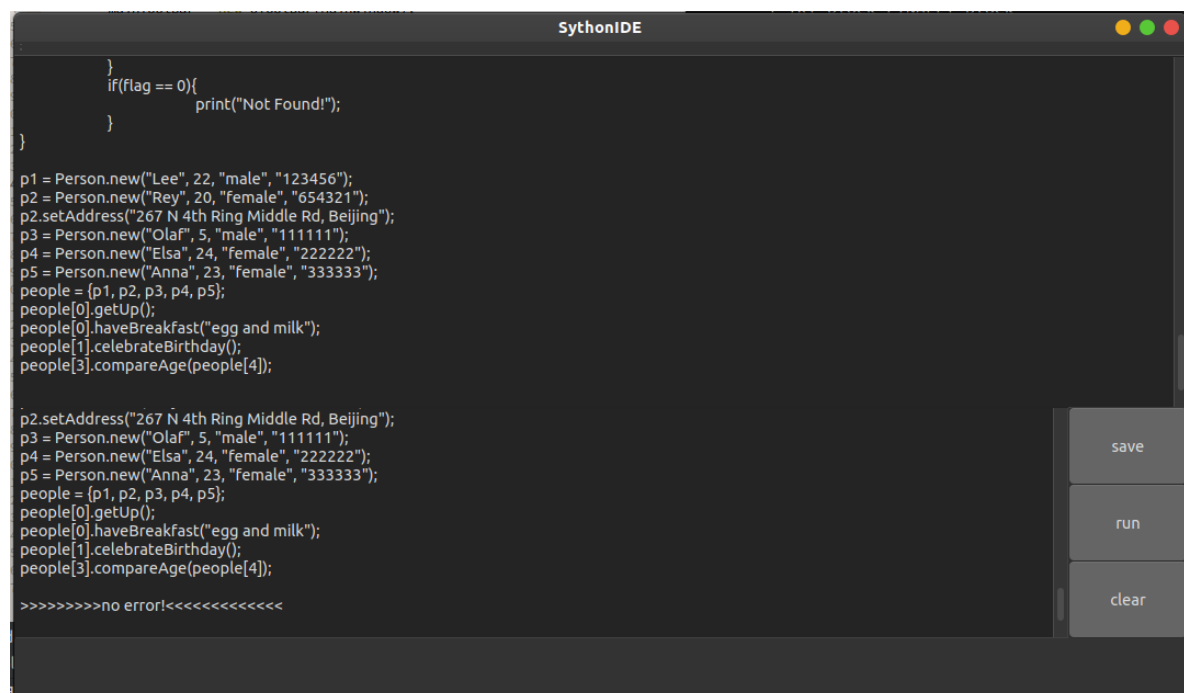 SythonIDE
}
if(flag == 0){
print("Not Found!");
}
}
p1 = Person.new("Lee", 22, "male", "123456");
p2 = Person.new("Rey", 20, "female", "654321");
p2.setAddress("267 N 4th Ring Middle Rd, Beijing");
p3 = Person.new("Olaf", 5, "male", "111111");
p4 = Person.new("Elsa", 24, "female", "222222");
p5 = Person.new("Anna", 23, "female", "333333");
people = {p1, p2, p3, p4, p5};
people[0].getUp();
people[0].haveBreakfast("egg and milk");
people[1].celebrateBirthday();
people[3].compareAge(people[4]);
p2.setAddress("267 N 4th Ring Middle Rd, Beijing");
p3 = Person.new("Olaf", 5, "male", "111111");
p4 = Person.new("Elsa", 24, "female", "222222");
p5 = Person.new("Anna", 23, "female", "333333");
people = {p1, p2, p3, p4, p5};
people[0].getUp();
people[0].haveBreakfast("egg and milk");
people[1].celebrateBirthday();
people[3].compareAge(people[4]);
>>>>>>>>>no error!<<<<<<<<<<<<<
save
run
clear